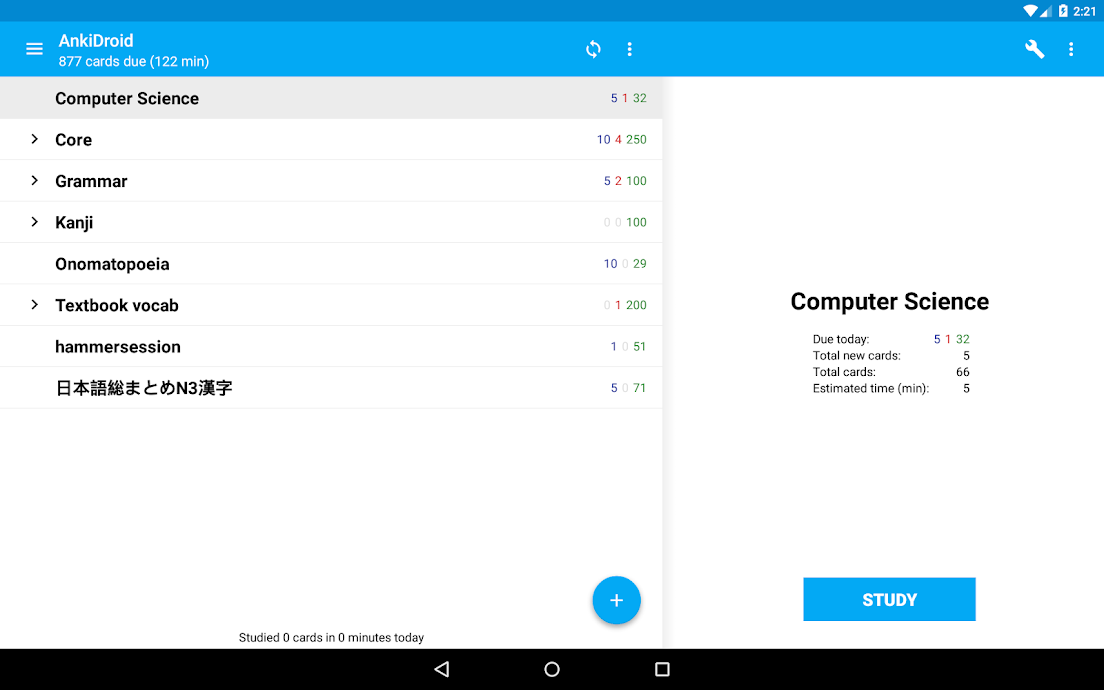 2:21
AnkiDroid
877 cards due (122 min)
Computer Science 5 1 32
Core 10 4 250
Grammar 5 2 100
Kanji 0 0 100
Onomatopoeia 10 0 29
Textbook vocab 0 1 200
hammersession 1 0 51
日本語総まとめN3漢字 5 0 71
Studied 0 cards in 0 minutes today
Computer Science
Due today: 5 1 32
Total new cards: 5
Total cards: 66
Estimated time (min): 5
STUDY